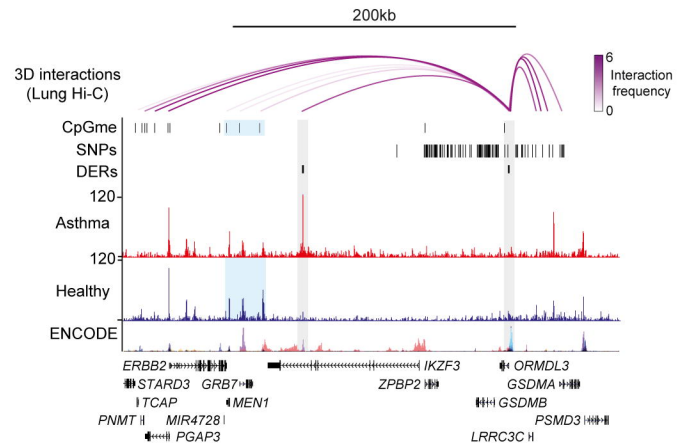 200kb
3D interactions
(Lung Hi-C)
6
Interaction
frequency
0
CpGme
SNPs
DERs
120
Asthma
120
Healthy
ENCODE
ERBB2 IKZF3 ORMDL3
STARD3 GRB7 ZPBP2 GSDMA
TCAP MEN1 GSDMB
PNMT MIR4728 PSMD3
PGAP3 LRRC3C